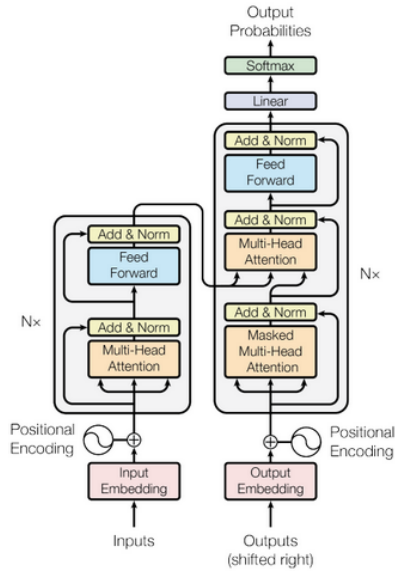 Output
Probabilities
Softmax
Linear
Add & Norm
Feed
Forward
Add & Norm
Multi-Head
Attention
Add & Norm
Masked
Multi-Head
Attention
N×
Positional
Encoding
Output
Embedding
Outputs
(shifted right)
Add & Norm
Feed
Forward
Add & Norm
Multi-Head
Attention
N×
Positional
Encoding
Input
Embedding
Inputs